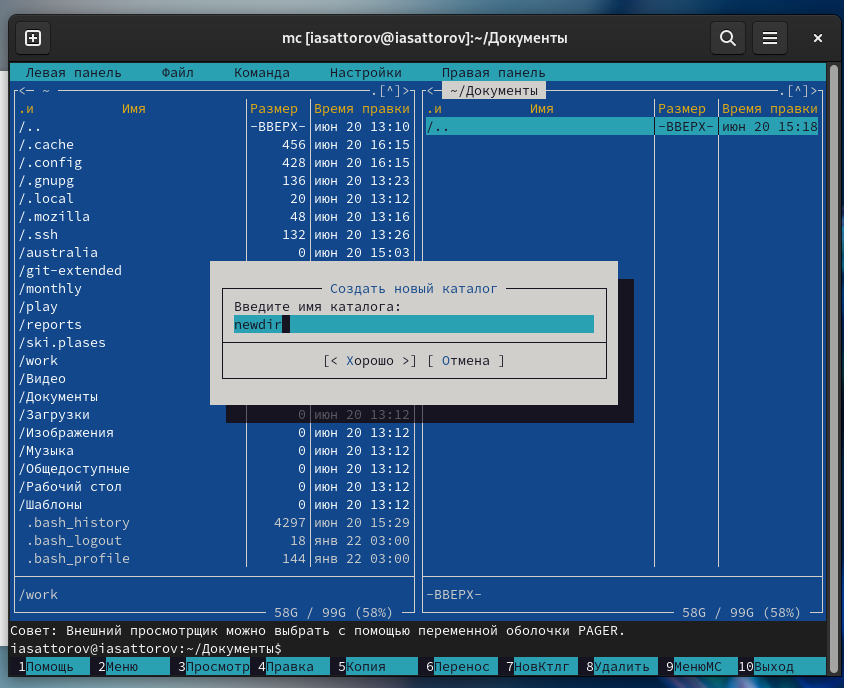 mc [iasattorov@iasattorov]:~/Документы
Левая панель Файл Команда Настройки Правая панель
<─ ~ ─.[^]>
<─ ~/Документы ─.[^]>
.и Имя Размер Время правки
.и Имя Размер Время правки
/.. -ВВЕРХ- июн 20 13:10
/.. -ВВЕРХ- июн 20 15:18
/.cache 456 июн 20 16:15
/.config 428 июн 20 16:15
/.gnupg 136 июн 20 13:23
/.local 20 июн 20 13:12
/.mozilla 48 июн 20 13:16
/.ssh 132 июн 20 13:26
/australia 0 июн 20 15:03
/git-extended
/monthly
/play
/reports
/ski.plases
/work
/Видео
/Документы
/Загрузки 0 июн 20 13:12
/Изображения 0 июн 20 13:12
/Музыка 0 июн 20 13:12
/Общедоступные 0 июн 20 13:12
/Рабочий стол 0 июн 20 13:12
/Шаблоны 0 июн 20 13:12
.bash_history 4297 июн 20 15:29
.bash_logout 18 янв 22 03:00
.bash_profile 144 янв 22 03:00
Создать новый каталог
Введите имя каталога:
newdir
[< Хорошо >] [ Отмена ]
/work
-ВВЕРХ-
58G / 99G (58%)
58G / 99G (58%)
Совет: Внешний просмотрщик можно выбрать с помощью переменной оболочки PAGER.
iasattorov@iasattorov:~/Документы$
1Помощь 2Меню 3Просмотр 4Правка 5Копия 6Перенос 7НовКтлг 8Удалить 9МенюМС 10Выход